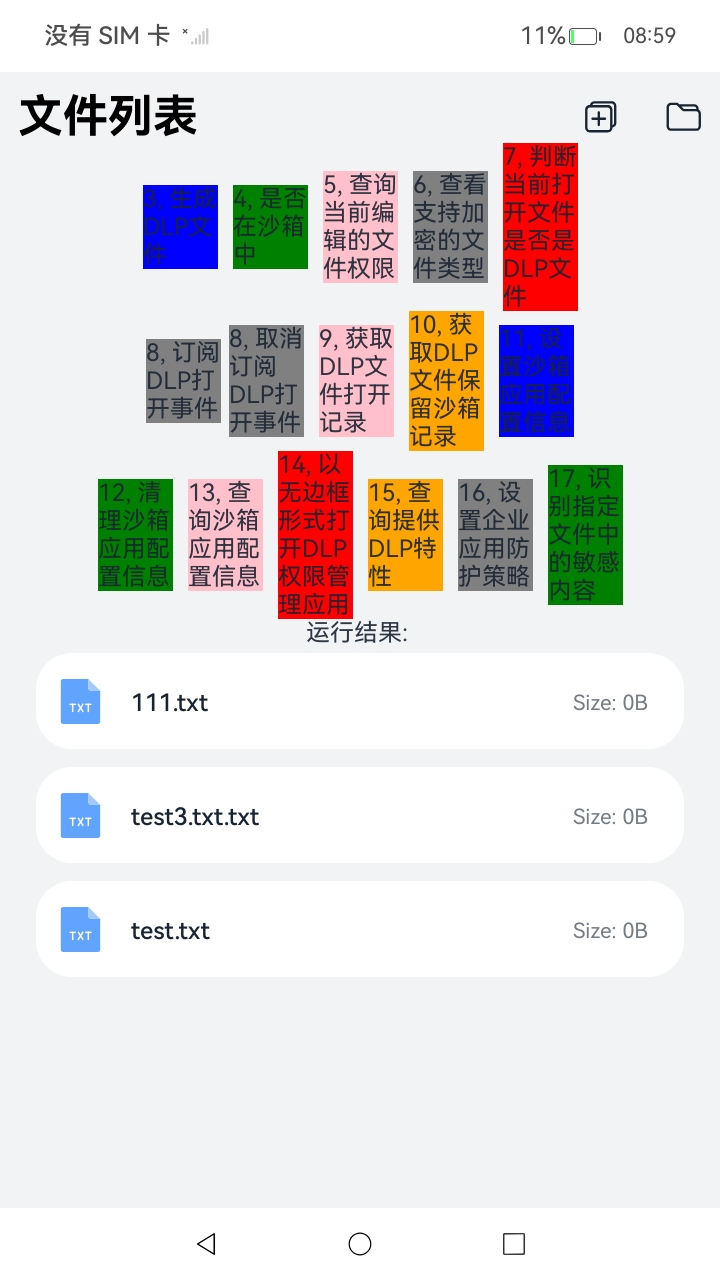 没有 SIM 卡
11%
08:59
文件列表
3, 生成
DLP文
件
4, 是否
在沙箱
中
5, 查询
当前编
辑的文
件权限
6, 查看
支持加
密的文
件类型
7, 判断
当前打
开文件
是否是
DLP文
件
8, 订阅
DLP打
开事件
8, 取消
订阅
DLP打
开事件
9, 获取
DLP文
件打开
记录
10, 获
取DLP
文件保
留沙箱
记录
11, 设
置沙箱
应用配
置信息
12, 清
理沙箱
应用配
置信息
13, 查
询沙箱
应用配
置信息
14, 以
无边框
形式打
开DLP
权限管
理应用
15, 查
询提供
DLP特
性
16, 设
置企业
应用防
护策略
17, 识
别指定
文件中
的敏感
内容
运行结果:
TXT 111.txt Size: 0B
TXT test3.txt.txt Size: 0B
TXT test.txt Size: 0B